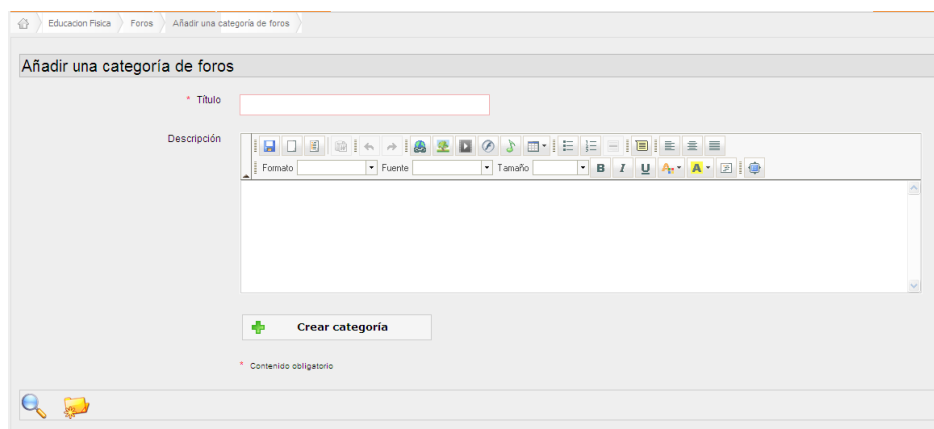 Educacion Fisica Foros Añadir una categoría de foros
Añadir una categoría de foros
* Título
Descripción
Formato Fuente Tamaño B I U A A
Crear categoría
* Contenido obligatorio